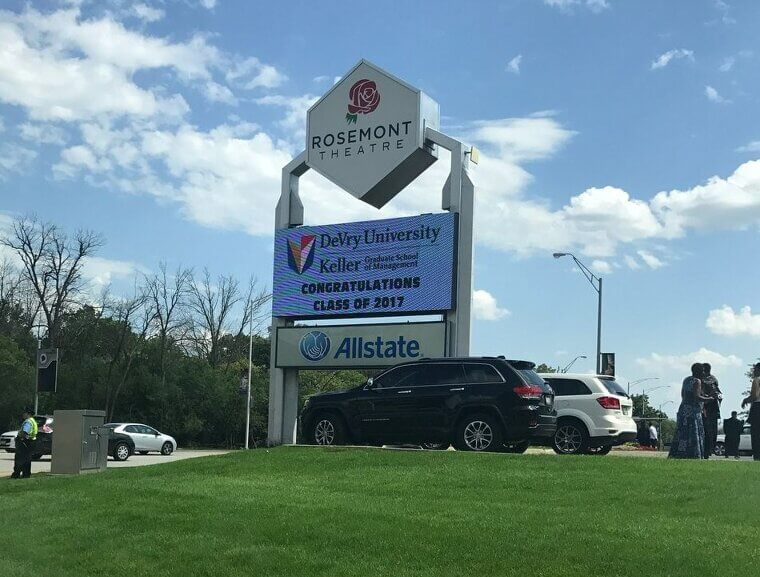 ROSEMONT
THEATRE
DeVry University
Keller Graduate School
of Management
CONGRATULATIONS
CLASS OF 2017
Allstate